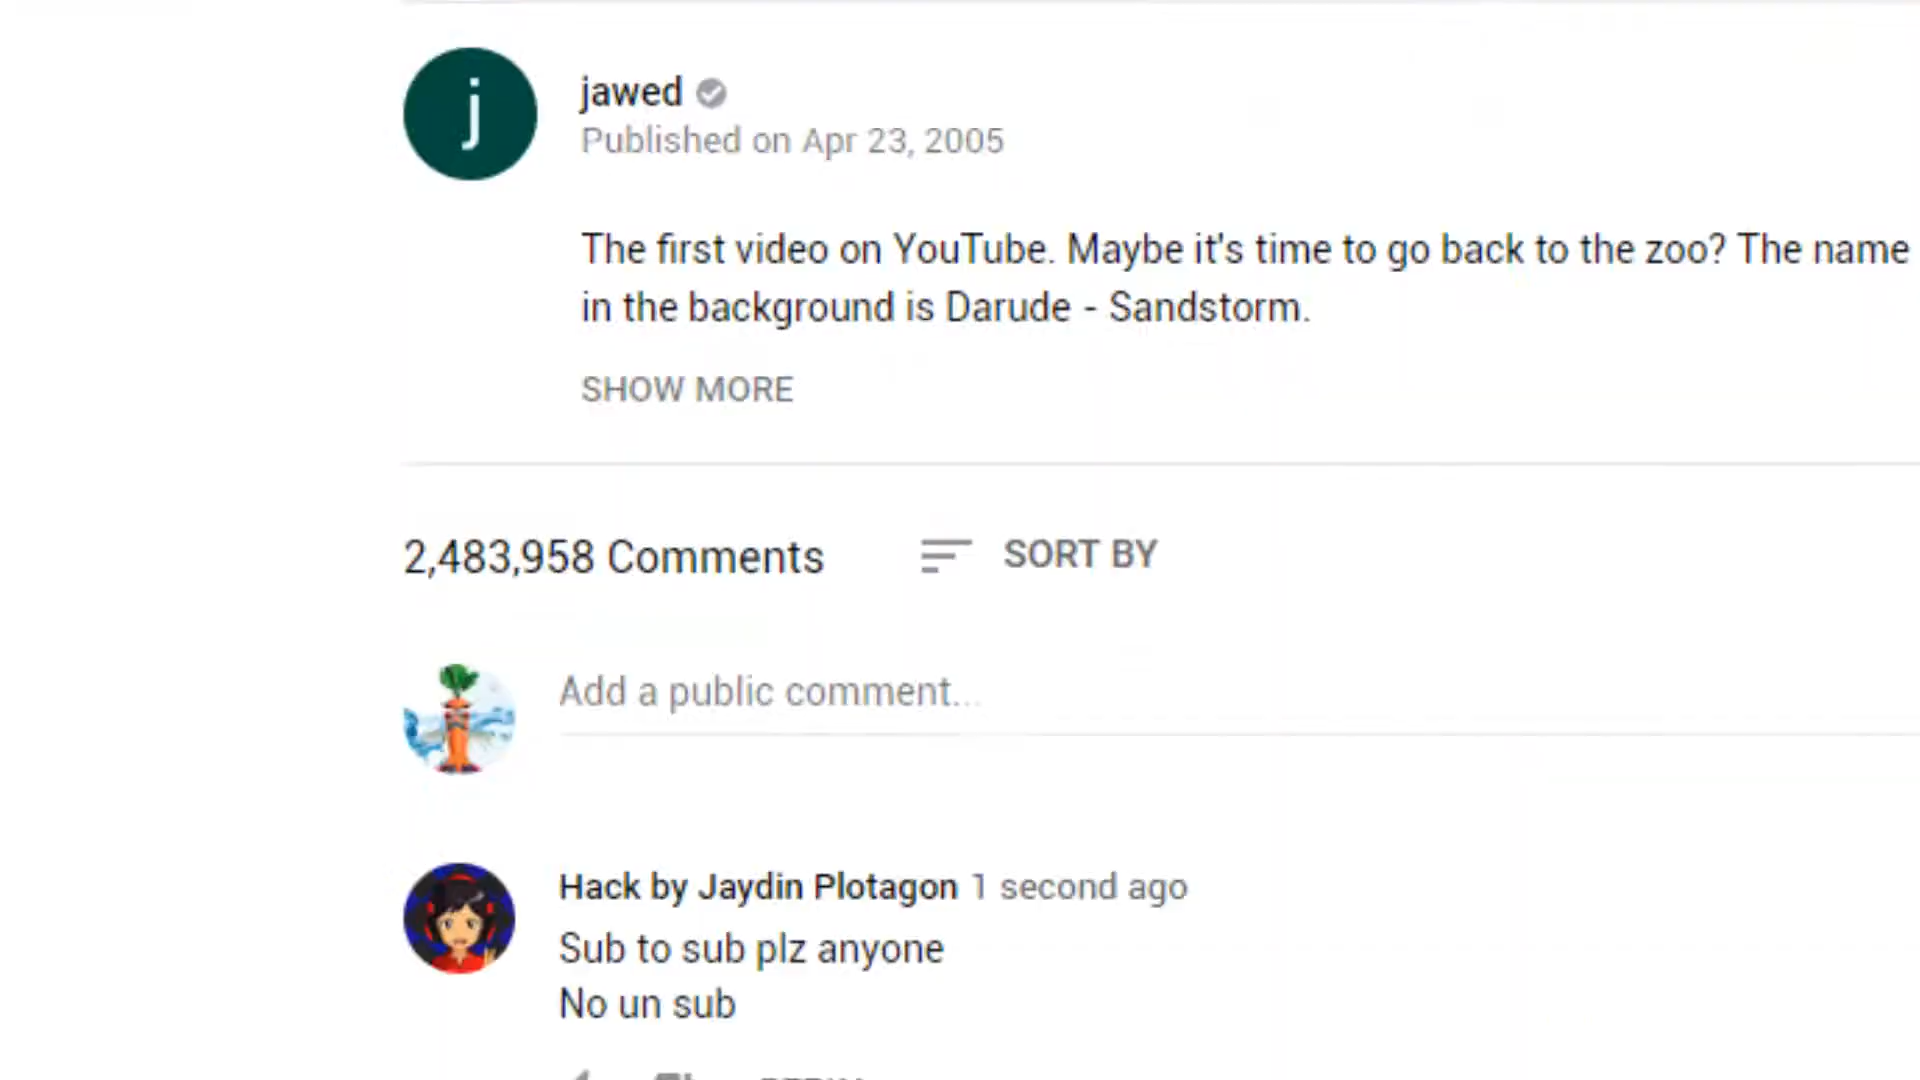 j
jawed
Published on Apr 23, 2005
The first video on YouTube. Maybe it's time to go back to the zoo? The name
in the background is Darude - Sandstorm.
SHOW MORE
2,483,958 Comments
SORT BY
Add a public comment...
Hack by Jaydin Plotagon 1 second ago
Sub to sub plz anyone
No un sub